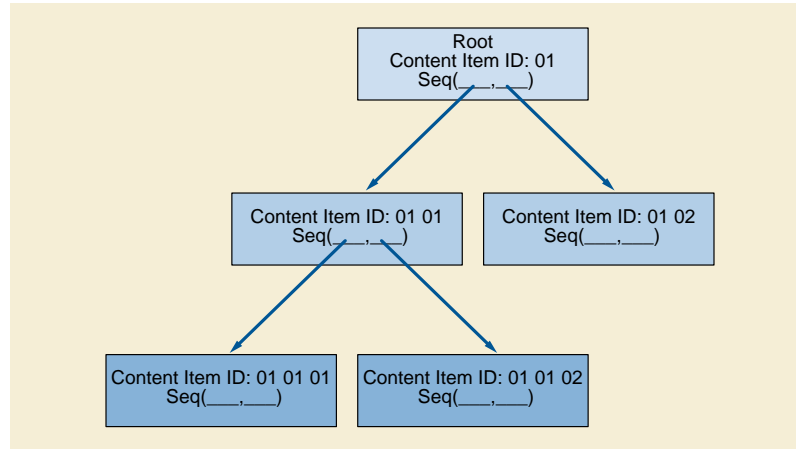 Root
Content Item ID: 01
Seq(___,___)
Content Item ID: 01 01
Seq(___,___)
Content Item ID: 01 02
Seq(___,___)
Content Item ID: 01 01 01
Seq(___,___)
Content Item ID: 01 01 02
Seq(___,___)